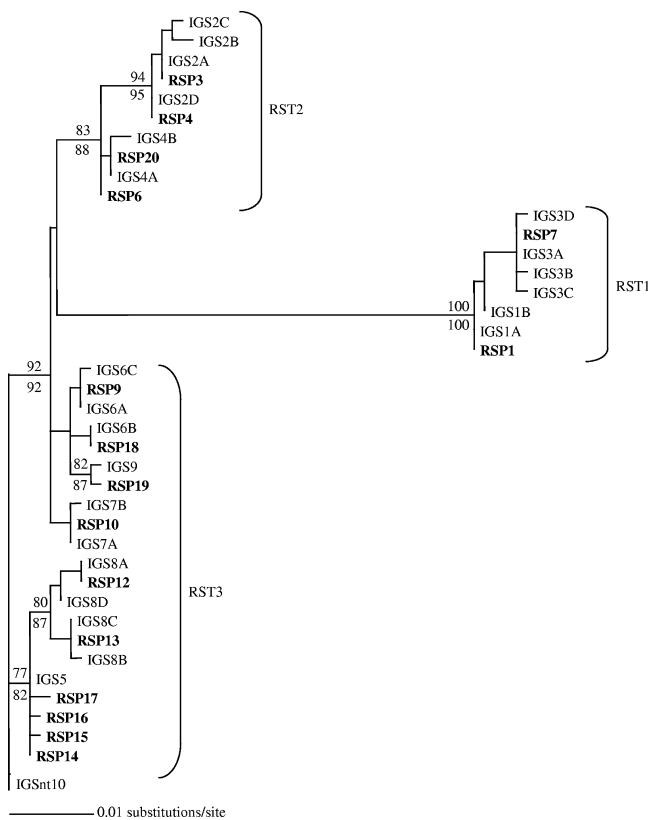 IGS2C
IGS2B
IGS2A
94
RSP3
95
IGS2D
RST2
RSP4
83
IGS4B
88
RSP20
IGS4A
RSP6
IGS3D
RSP7
IGS3A
IGS3B
RST1
IGS3C
100
IGS1B
100
IGS1A
RSP1
92
IGS6C
92
RSP9
IGS6A
IGS6B
RSP18
82
IGS9
87
RSP19
IGS7B
RSP10
IGS7A
IGS8A
RSP12
RST3
80
IGS8D
87
IGS8C
RSP13
IGS8B
77
IGS5
82
RSP17
RSP16
RSP15
RSP14
IGSnt10
0.01 substitutions/site